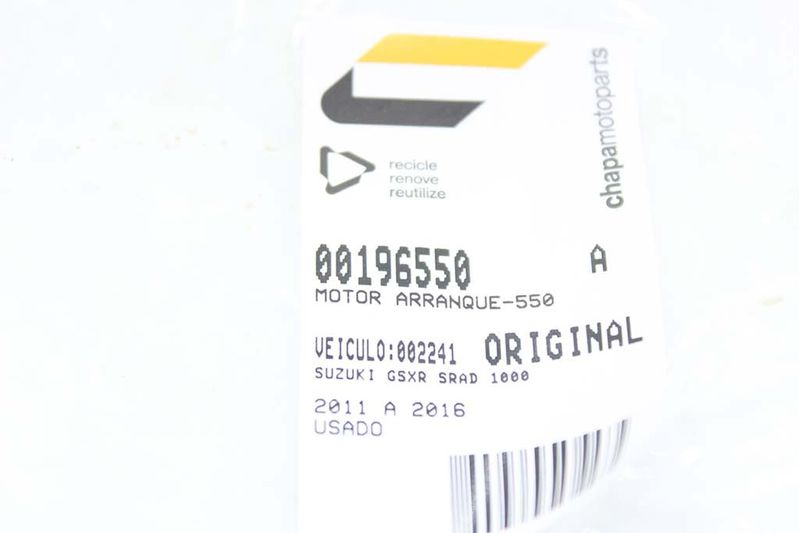 chapamotoparts
recicle
renove
reutilize
00196550 A
MOTOR ARRANQUE-550
VEICULO:002241 ORIGINAL
SUZUKI GSXR SRAD 1000
2011 A 2016
USADO